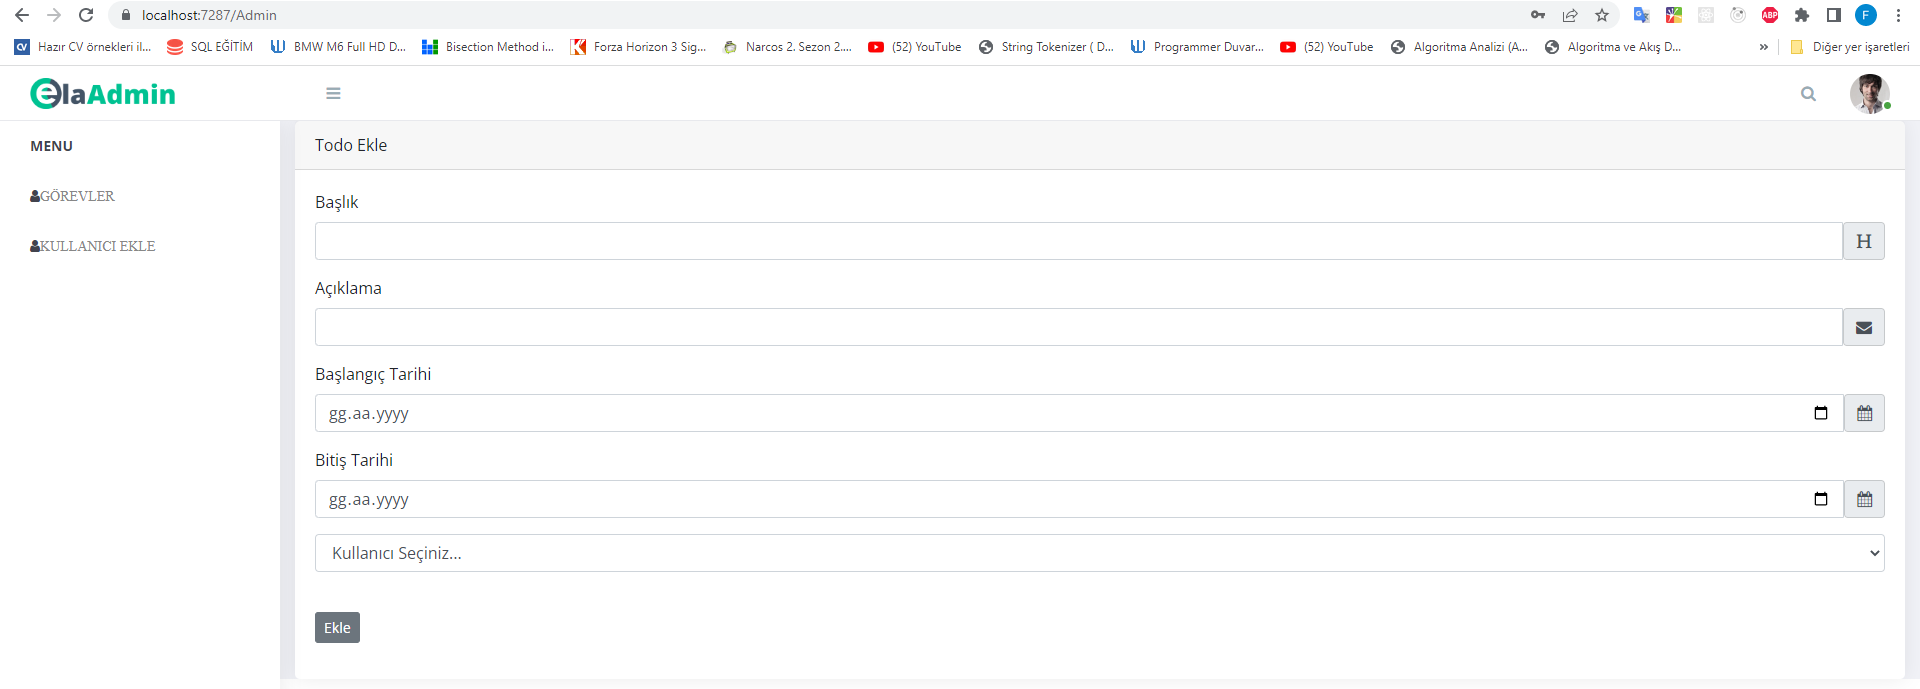 localhost:7287/Admin
Hazır CV örnekleri il... SQL EĞİTİM BMW M6 Full HD D... Bisection Method i... Forza Horizon 3 Sig... Narcos 2. Sezon 2.... (52) YouTube String Tokenizer ( D... Programmer Duvar... (52) YouTube Algoritma Analizi (A... Algoritma ve Akış D... » Diğer yer işaretleri
elaAdmin
MENU
GÖREVLER
KULLANICI EKLE
Todo Ekle
Başlık
H
Açıklama
Başlangıç Tarihi
gg.aa.yyyy
Bitiş Tarihi
gg.aa.yyyy
Kullanıcı Seçiniz...
Ekle